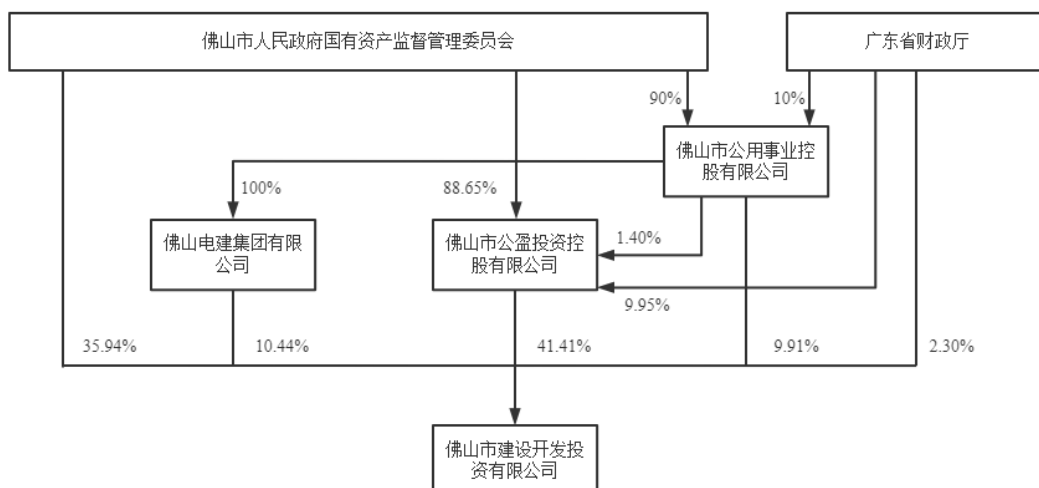 佛山市人民政府国有资产监督管理委员会
广东省财政厅
90%
10%
佛山市公用事业控
股有限公司
100%
88.65%
佛山电建集团有限
公司
佛山市公盈投资控
股有限公司
1.40%
9.95%
35.94%
10.44%
41.41%
9.91%
2.30%
佛山市建设开发投
资有限公司